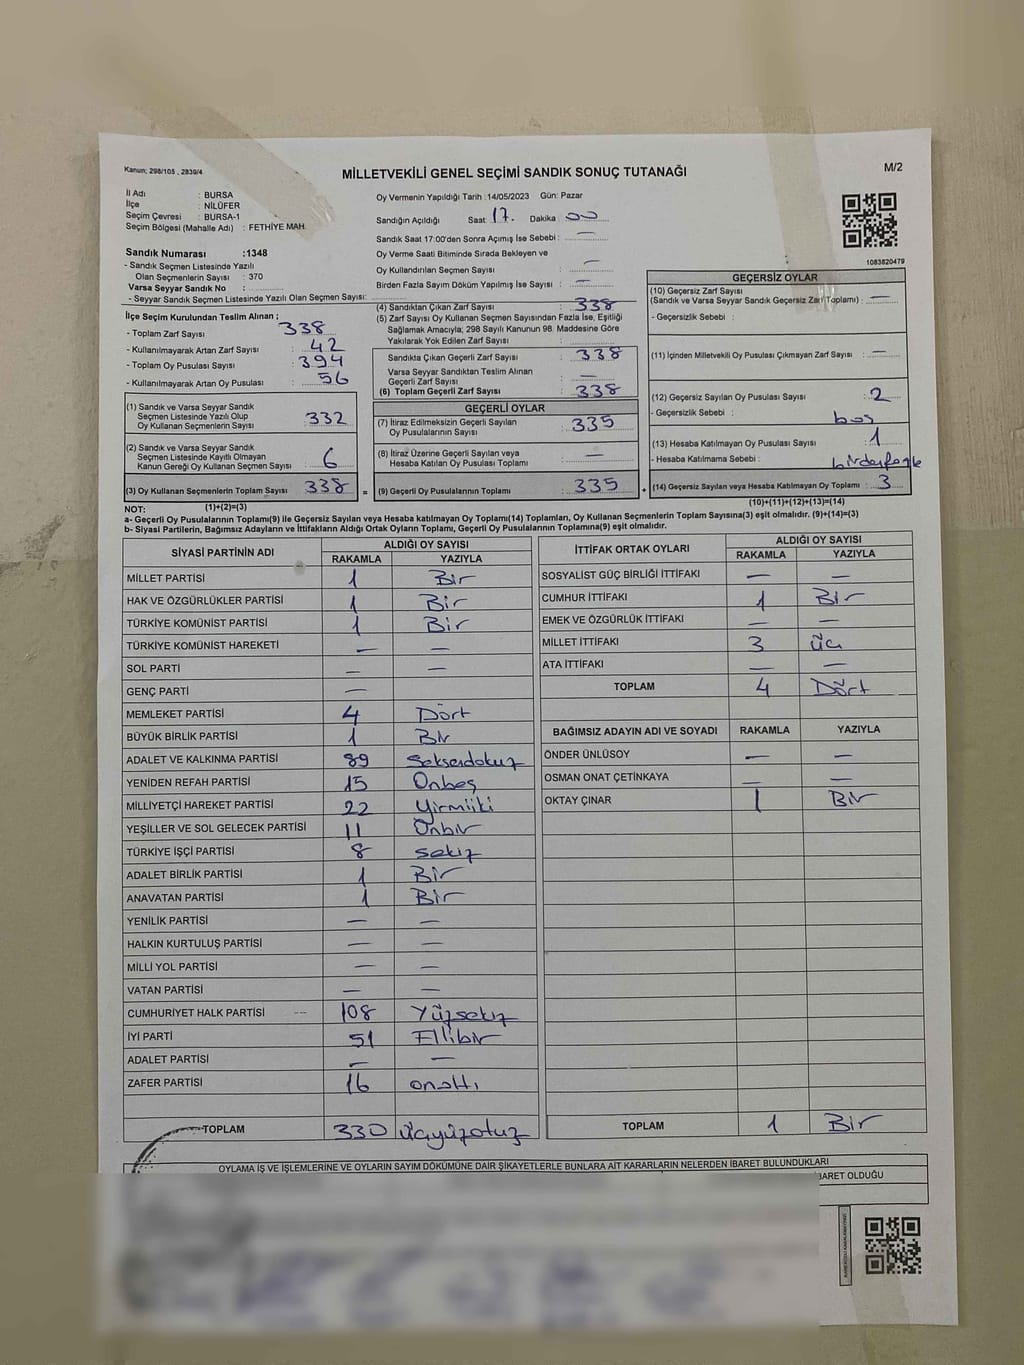 Kanun; 298/105 , 2839/4
MİLLETVEKİLİ GENEL SEÇİMİ SANDIK SONUÇ TUTANAĞI
M/2
İl Adı : BURSA
İlçe : NİLÜFER
Seçim Çevresi : BURSA-1
Seçim Bölgesi (Mahalle Adı) : FETHİYE MAH.
Sandık Numarası :1348
- Sandık Seçmen Listesinde Yazılı
Olan Seçmenlerin Sayısı : 370
Varsa Seyyar Sandık No :
- Seyyar Sandık Seçmen Listesinde Yazılı Olan Seçmen Sayısı:
Oy Vermenin Yapıldığı Tarih :14/05/2023 Gün: Pazar
Sandığın Açıldığı Saat: 17. Dakika : 00
Sandık Saat 17:00'den Sonra Açımış İse Sebebi : —
Oy Verme Saati Bitiminde Sırada Bekleyen ve
Oy Kullandırılan Seçmen Sayısı : —
Birden Fazla Sayım Döküm Yapılmış İse Sayısı : —
1083820479
İlçe Seçim Kurulundan Teslim Alınan ;
- Toplam Zarf Sayısı : 338
- Kullanılmayarak Artan Zarf Sayısı : 42
- Toplam Oy Pusulası Sayısı : 394
- Kullanılmayarak Artan Oy Pusulası : 56
(1) Sandık ve Varsa Seyyar Sandık
Seçmen Listesinde Yazılı Olup
Oy Kullanan Seçmenlerin Sayısı : 332
(2) Sandık ve Varsa Seyyar Sandık
Seçmen Listesinde Kayıtlı Olmayan
Kanun Gereği Oy Kullanan Seçmen Sayısı : 6
(3) Oy Kullanan Seçmenlerin Toplam Sayısı : 338
(1)+(2)=(3)
(4) Sandıktan Çıkan Zarf Sayısı : 338
(5) Zarf Sayısı Oy Kullanan Seçmen Sayısından Fazla İse, Eşitliği
Sağlamak Amacıyla; 298 Sayılı Kanunun 98. Maddesine Göre
Yakılarak Yok Edilen Zarf Sayısı :
Sandıkta Çıkan Geçerli Zarf Sayısı : 338
Varsa Seyyar Sandıktan Teslim Alınan
Geçerli Zarf Sayısı : —
(6) Toplam Geçerli Zarf Sayısı : 338
GEÇERLİ OYLAR
(7) İtiraz Edilmeksizin Geçerli Sayılan
Oy Pusulalarının Sayısı : 335
(8) İtiraz Üzerine Geçerli Sayılan veya
Hesaba Katılan Oy Pusulası Toplamı : —
= (9) Geçerli Oy Pusulalarının Toplamı : 335
GEÇERSİZ OYLAR
(10) Geçersiz Zarf Sayısı
(Sandık ve Varsa Seyyar Sandık Geçersiz Zarf Toplamı) : —
- Geçersizlik Sebebi :
(11) İçinden Milletvekili Oy Pusulası Çıkmayan Zarf Sayısı : —
(12) Geçersiz Sayılan Oy Pusulası Sayısı : 2
- Geçersizlik Sebebi : boş
(13) Hesaba Katılmayan Oy Pusulası Sayısı : 1
- Hesaba Katılmama Sebebi :
+ (14) Geçersiz Sayılan veya Hesaba Katılmayan Oy Toplamı : 3
(10)+(11)+(12)+(13)=(14)
NOT:
a- Geçerli Oy Pusulalarının Toplamı(9) ile Geçersiz Sayılan veya Hesaba katılmayan Oy Toplamı(14) Toplamları, Oy Kullanan Seçmenlerin Toplam Sayısına(3) eşit olmalıdır. (9)+(14)=(3)
b- Siyasi Partilerin, Bağımsız Adayların ve İttifakların Aldığı Ortak Oyların Toplam, Geçerli Oy Pusulalarının Toplamına(9) eşit olmalıdır.
SİYASİ PARTİNİN ADI ALDIĞI OY SAYISI
RAKAMLA YAZIYLA
MİLLET PARTİSİ 1 Bir
HAK VE ÖZGÜRLÜKLER PARTİSİ 1 Bir
TÜRKİYE KOMÜNİST PARTİSİ 1 Bir
TÜRKİYE KOMÜNİST HAREKETİ — —
SOL PARTİ — —
GENÇ PARTİ —
MEMLEKET PARTİSİ 4 Dört
BÜYÜK BİRLİK PARTİSİ 1 Bir
ADALET VE KALKINMA PARTİSİ 89 Seksendokuz
YENİDEN REFAH PARTİSİ 15 Onbeş
MİLLİYETÇİ HAREKET PARTİSİ 22 Yirmiiki
YEŞİLLER VE SOL GELECEK PARTİSİ 11 Onbir
TÜRKİYE İŞÇİ PARTİSİ 8 sekiz
ADALET BİRLİK PARTİSİ 1 Bir
ANAVATAN PARTİSİ 1 Bir
YENİLİK PARTİSİ — —
HALKIN KURTULUŞ PARTİSİ — —
MİLLİ YOL PARTİSİ — —
VATAN PARTİSİ — —
CUMHURİYET HALK PARTİSİ 108 Yüzsekiz
İYİ PARTİ 51 Ellibir
ADALET PARTİSİ — —
ZAFER PARTİSİ 16 onaltı
TOPLAM 330 üçyüzotuz
İTTİFAK ORTAK OYLARI ALDIĞI OY SAYISI
RAKAMLA YAZIYLA
SOSYALİST GÜÇ BİRLİĞİ İTTİFAKI — —
CUMHUR İTTİFAKI 1 Bir
EMEK VE ÖZGÜRLÜK İTTİFAKI — —
MİLLET İTTİFAKI 3 üç
ATA İTTİFAKI — —
TOPLAM 4 Dört
BAĞIMSIZ ADAYIN ADI VE SOYADI RAKAMLA YAZIYLA
ÖNDER ÜNLÜSOY — —
OSMAN ONAT ÇETİNKAYA — —
OKTAY ÇINAR 1 Bir
TOPLAM 1 Bir
OYLAMA İŞ VE İŞLEMLERİNE VE OYLARIN SAYIM DÖKÜMÜNE DAİR ŞİKAYETLERLE BUNLARA AİT KARARLARIN NELERDEN İBARET BULUNDUKLARI
İBARET OLDUĞU